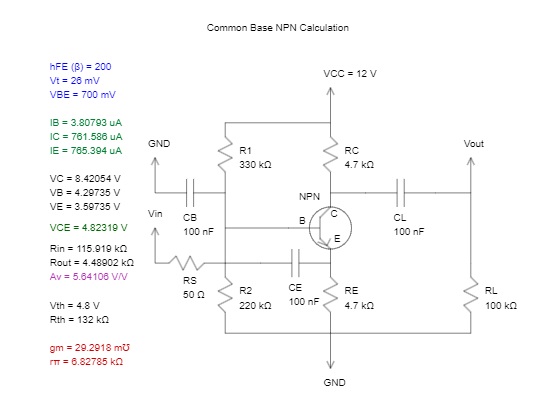 Common Base NPN Calculation
hFE (β) = 200
Vt = 26 mV
VBE = 700 mV
IB = 3.80793 uA
IC = 761.586 uA
IE = 765.394 uA
VC = 8.42054 V
VB = 4.29735 V
VE = 3.59735 V
VCE = 4.82319 V
Rin = 115.919 kΩ
Rout = 4.48902 kΩ
Av = 5.64106 V/V
Vth = 4.8 V
Rth = 132 kΩ
gm = 29.2918 m℧
rπ = 6.82785 kΩ
VCC = 12 V
GND
R1
330 kΩ
RC
4.7 kΩ
Vout
NPN
C
B
E
Vin
CB
100 nF
CL
100 nF
RS
50 Ω
R2
220 kΩ
CE
100 nF
RE
4.7 kΩ
RL
100 kΩ
GND